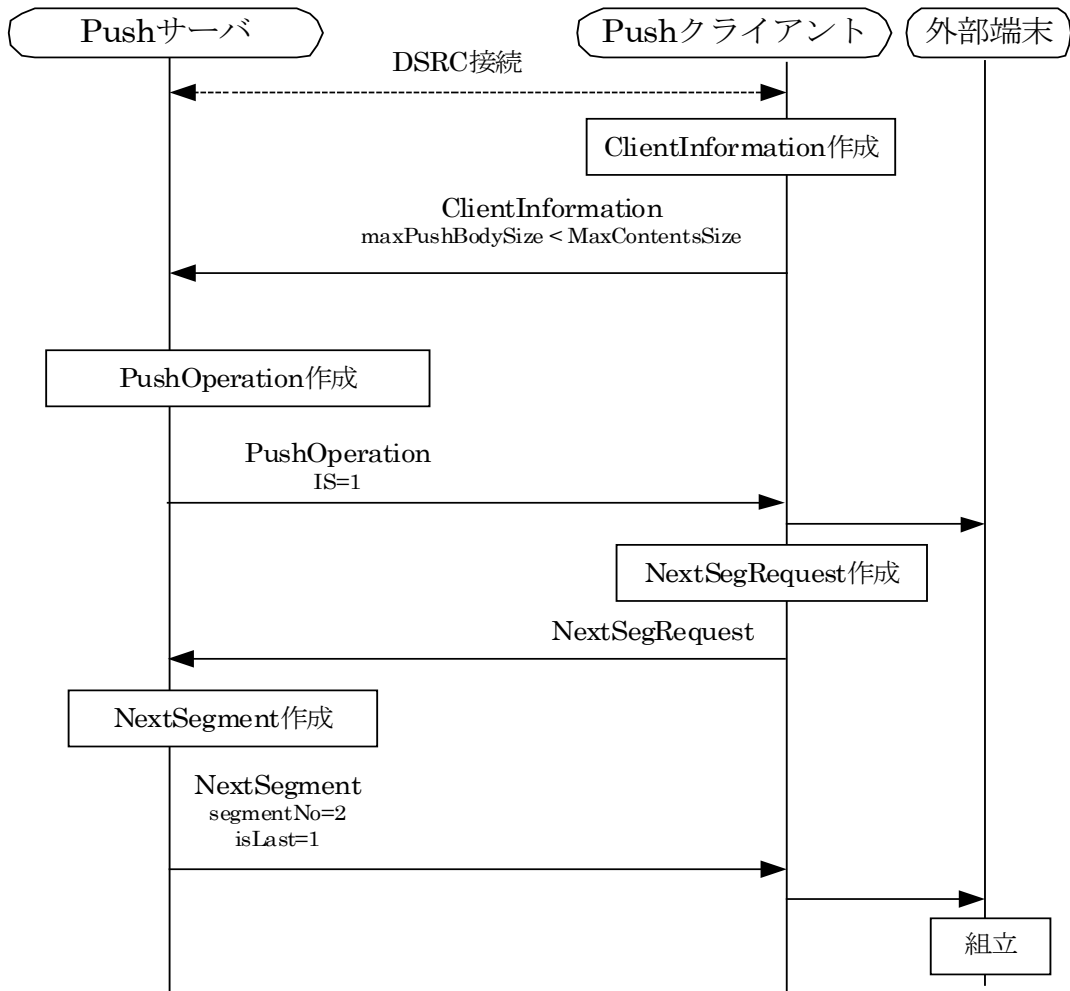 Pushサーバ
Pushクライアント
外部端末
DSRC接続
ClientInformation作成
ClientInformation
maxPushBodySize < MaxContentsSize
PushOperation作成
PushOperation
IS=1
NextSegRequest作成
NextSegRequest
NextSegment作成
NextSegment
segmentNo=2
isLast=1
組立